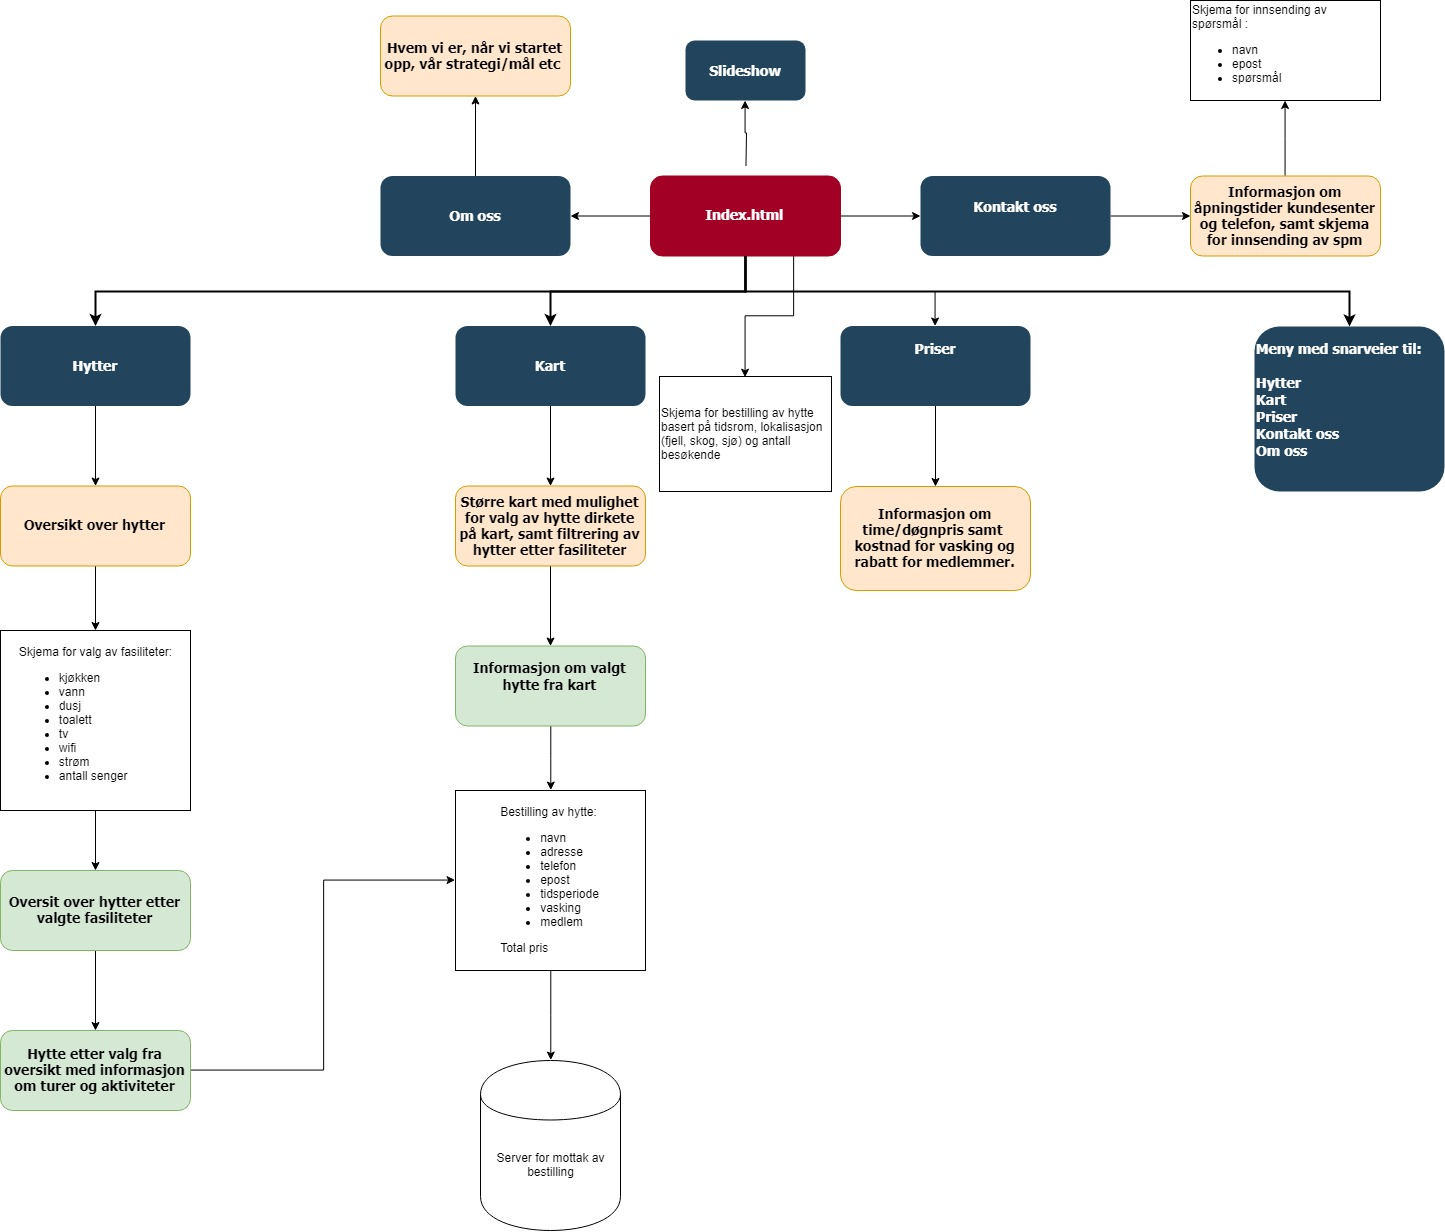 Hvem vi er, når vi startet
opp, vår strategi/mål etc
Slideshow
Skjema for innsending av
spørsmål :
• navn
• epost
• spørsmål
Om oss
Index.html
Kontakt oss
Informasjon om
åpningstider kundesenter
og telefon, samt skjema
for innsending av spm
Hytter
Kart
Skjema for bestilling av hytte
basert på tidsrom, lokalisasjon
(fjell, skog, sjø) og antall
besøkende
Priser
Meny med snarveier til:
Hytter
Kart
Priser
Kontakt oss
Om oss
Oversikt over hytter
Større kart med mulighet
for valg av hytte dirkete
på kart, samt filtrering av
hytter etter fasiliteter
Informasjon om
time/døgnpris samt
kostnad for vasking og
rabatt for medlemmer.
Skjema for valg av fasiliteter:
• kjøkken
• vann
• dusj
• toalett
• tv
• wifi
• strøm
• antall senger
Informasjon om valgt
hytte fra kart
Bestilling av hytte:
• navn
• adresse
• telefon
• epost
• tidsperiode
• vasking
• medlem
Total pris
Oversit over hytter etter
valgte fasiliteter
Hytte etter valg fra
oversikt med informasjon
om turer og aktiviteter
Server for mottak av
bestilling